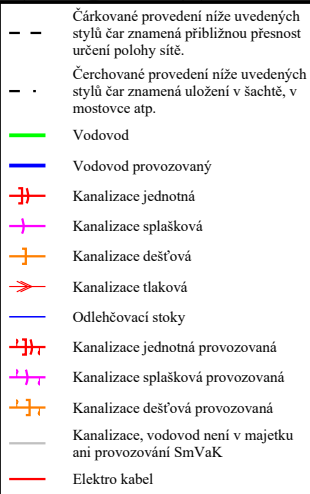 Čárkované provedení níže uvedených
stylů čar znamená přibližnou přesnost
určení polohy sítě.
Čerchované provedení níže uvedených
stylů čar znamená uložení v šachtě, v
mostovce atp.
Vodovod
Vodovod provozovaný
Kanalizace jednotná
Kanalizace splašková
Kanalizace dešťová
Kanalizace tlaková
Odlehčovací stoky
Kanalizace jednotná provozovaná
Kanalizace splašková provozovaná
Kanalizace dešťová provozovaná
Kanalizace, vodovod není v majetku
ani provozování SmVaK
Elektro kabel